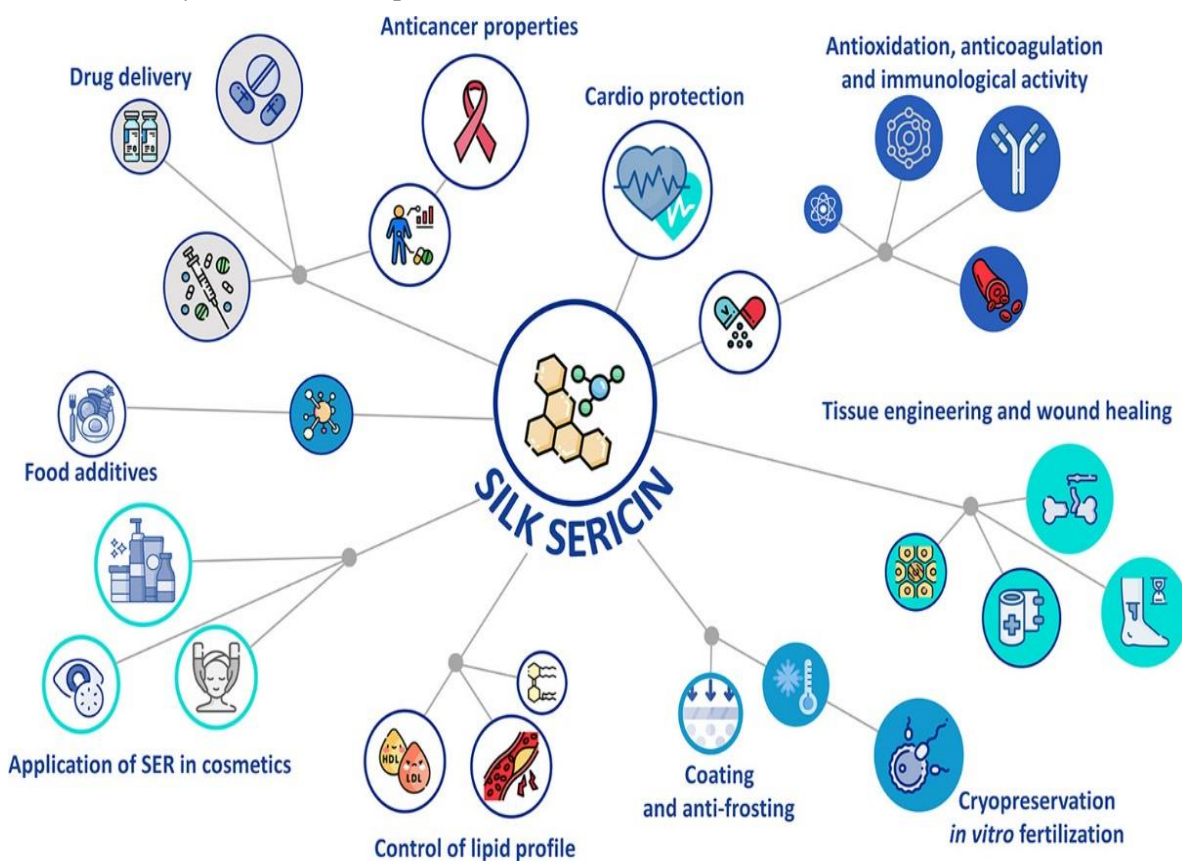 Anticancer properties
Drug delivery
Cardio protection
Antioxidation, anticoagulation
and immunological activity
Food additives
SILK SERICIN
Tissue engineering and wound healing
Application of SER in cosmetics
HDL
LDL
Control of lipid profile
Coating
and anti-frosting
Cryopreservation
in vitro fertilization